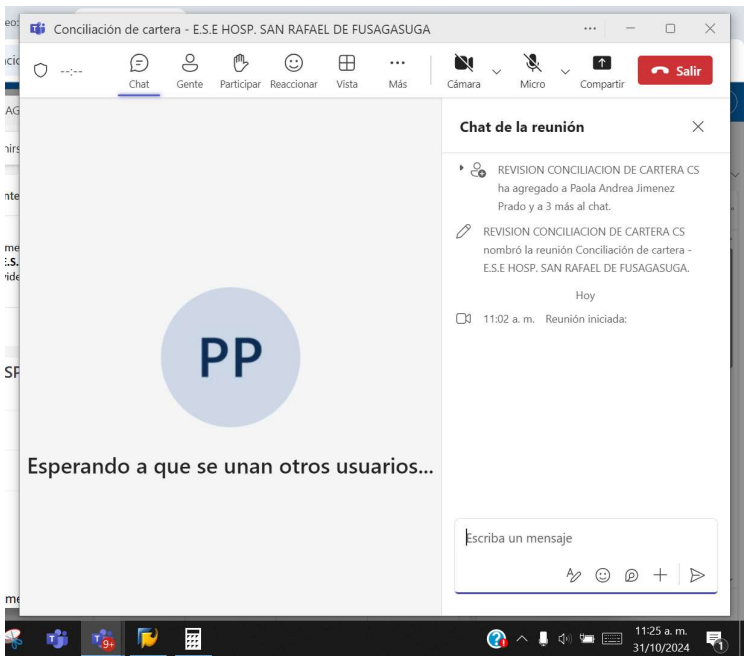 Conciliación de cartera - E.S.E HOSP. SAN RAFAEL DE FUSAGASUGA
--:--
Chat
Gente
Participar
Reaccionar
Vista
Más
Cámara
Micro
Compartir
Salir
Chat de la reunión
REVISION CONCILIACION DE CARTERA CS
ha agregado a Paola Andrea Jimenez
Prado y a 3 más al chat.
REVISION CONCILIACION DE CARTERA CS
nombró la reunión Conciliación de cartera -
E.S.E HOSP. SAN RAFAEL DE FUSAGASUGA.
Hoy
11:02 a. m. Reunión iniciada:
PP
Esperando a que se unan otros usuarios...
Escriba un mensaje
9+
11:25 a. m.
31/10/2024
1